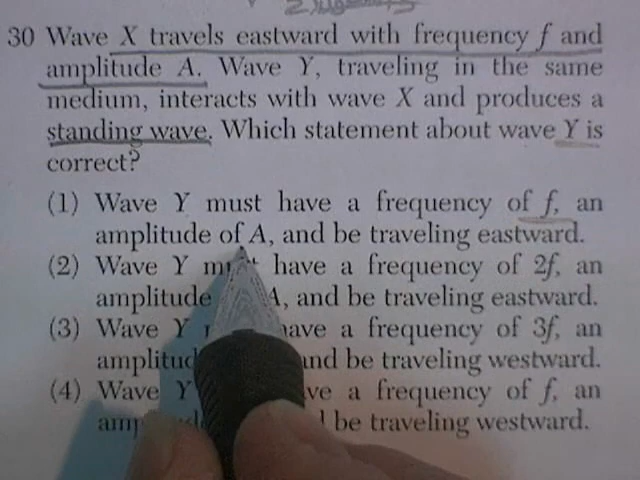 30 Wave X travels eastward with frequency f and
amplitude A. Wave Y, traveling in the same
medium, interacts with wave X and produces a
standing wave. Which statement about wave Y is
correct?
(1) Wave Y must have a frequency of f, an
amplitude of A, and be traveling eastward.
(2) Wave Y have a frequency of 2f, an
amplitude A, and be traveling eastward.
(3) Wave Y a frequency of 3f, an
and be traveling westward.
(4) Wave Y a frequency of f, an
be traveling westward.